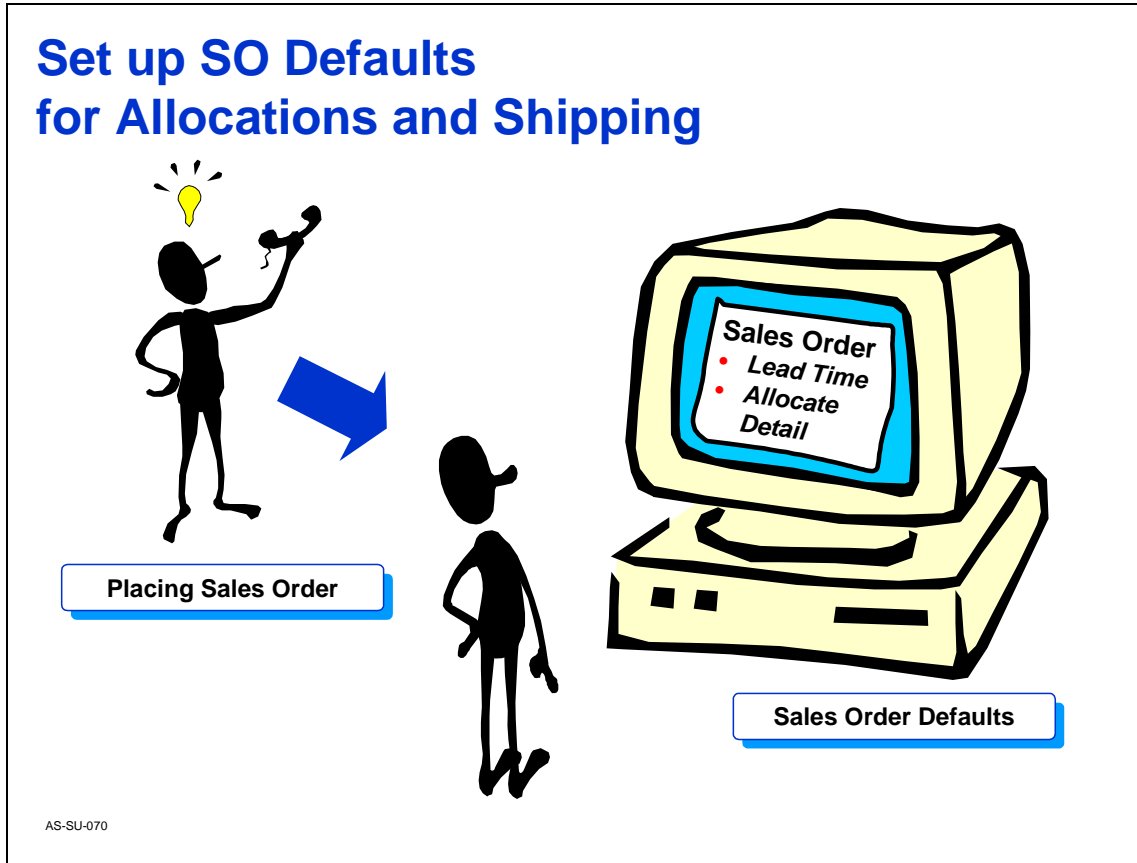 Set up SO Defaults
for Allocations and Shipping
Sales Order
• Lead Time
• Allocate
Detail
Placing Sales Order
Sales Order Defaults
AS-SU-070